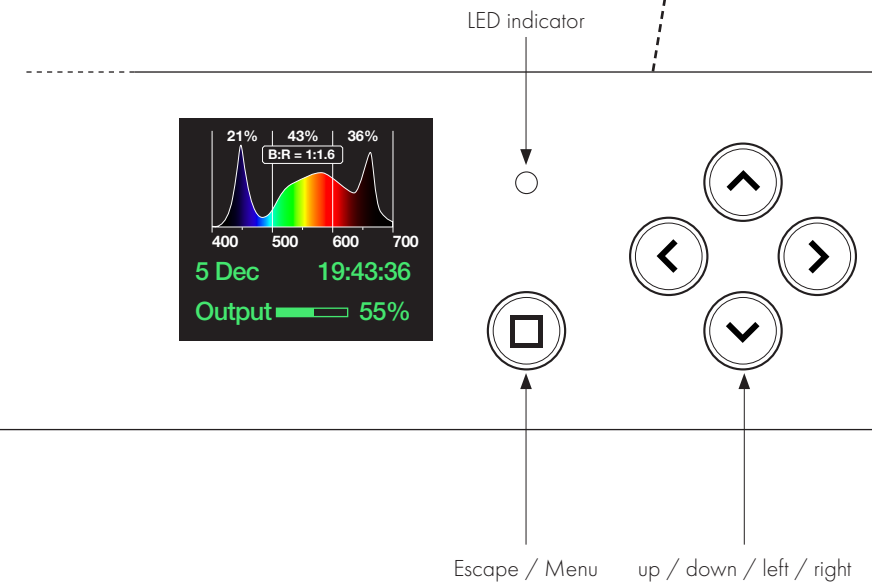 LED indicator
21% 43% 36%
B:R = 1:1.6
400 500 600 700
5 Dec 19:43:36
Output 55%
Escape / Menu up / down / left / right